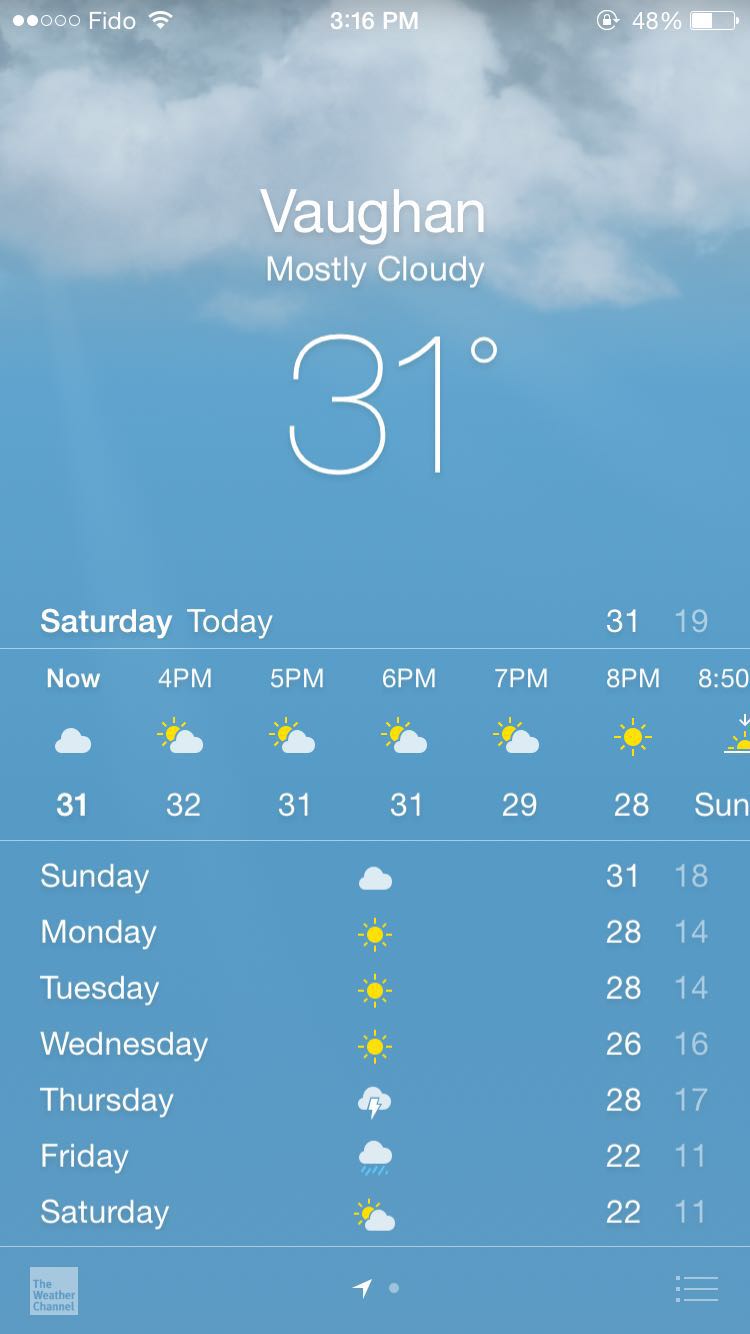 Fido 3:16 PM 48%
Vaughan
Mostly Cloudy
31°
Saturday Today 31 19
Now 4PM 5PM 6PM 7PM 8PM 8:50
31 32 31 31 29 28 Sun
Sunday 31 18
Monday 28 14
Tuesday 28 14
Wednesday 26 16
Thursday 28 17
Friday 22 11
Saturday 22 11
The
Weather
Channel